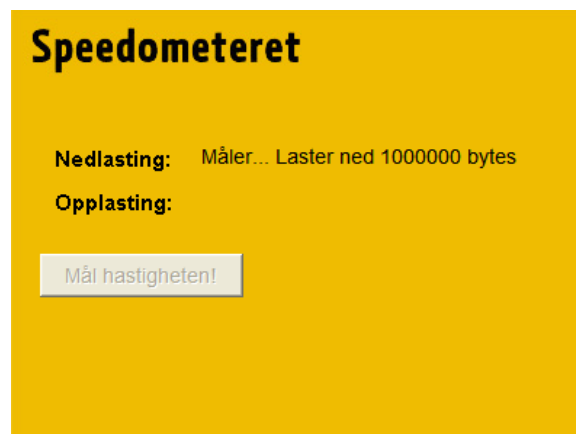 Speedometeret
Nedlasting: Måler... Laster ned 1000000 bytes
Opplasting:
Mål hastigheten!